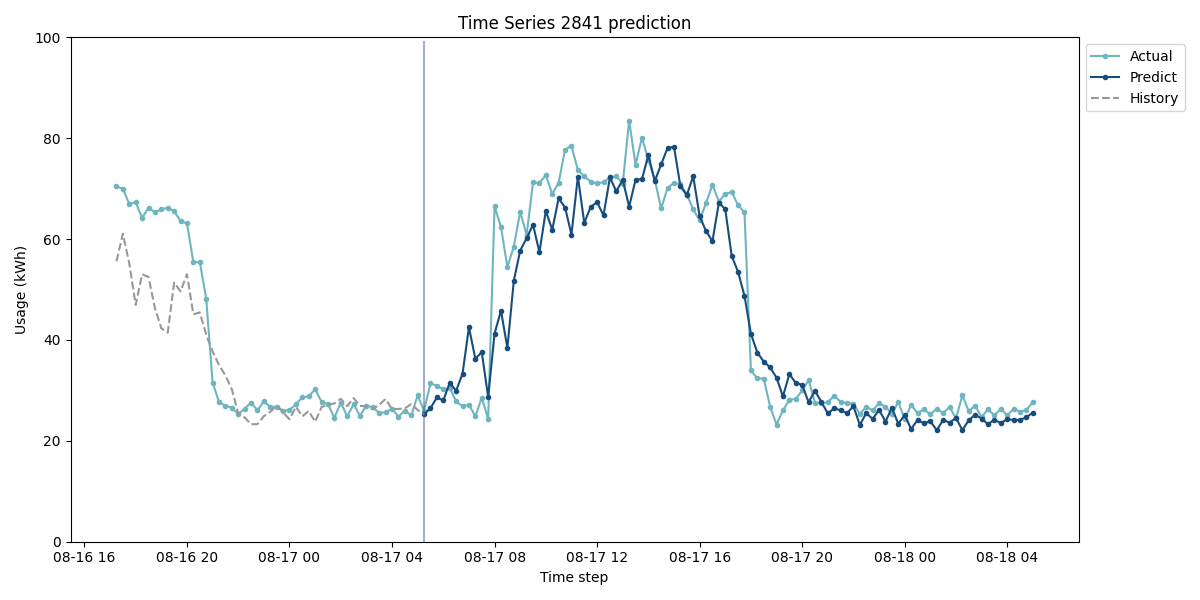 Time Series 2841 prediction
100
80
60
40
20
0
Usage (kWh)
08-16 16 08-16 20 08-17 00 08-17 04 08-17 08 08-17 12 08-17 16 08-17 20 08-18 00 08-18 04
Time step
Actual
Predict
History